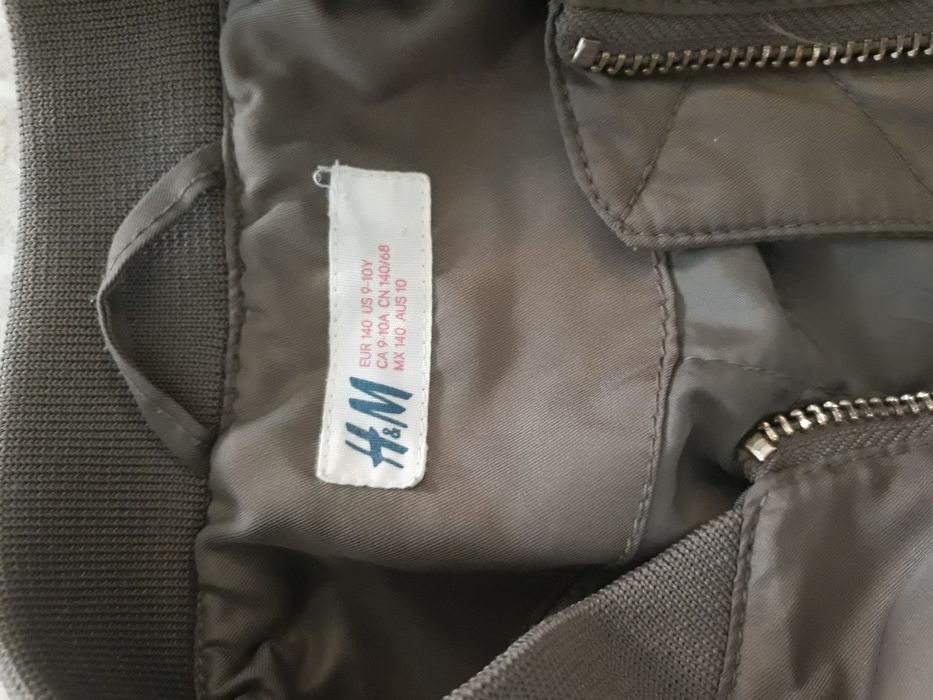 H&M
EUR 140 US 9-10Y
CA 9-10A CN 140/68
MX 140 AUS 10